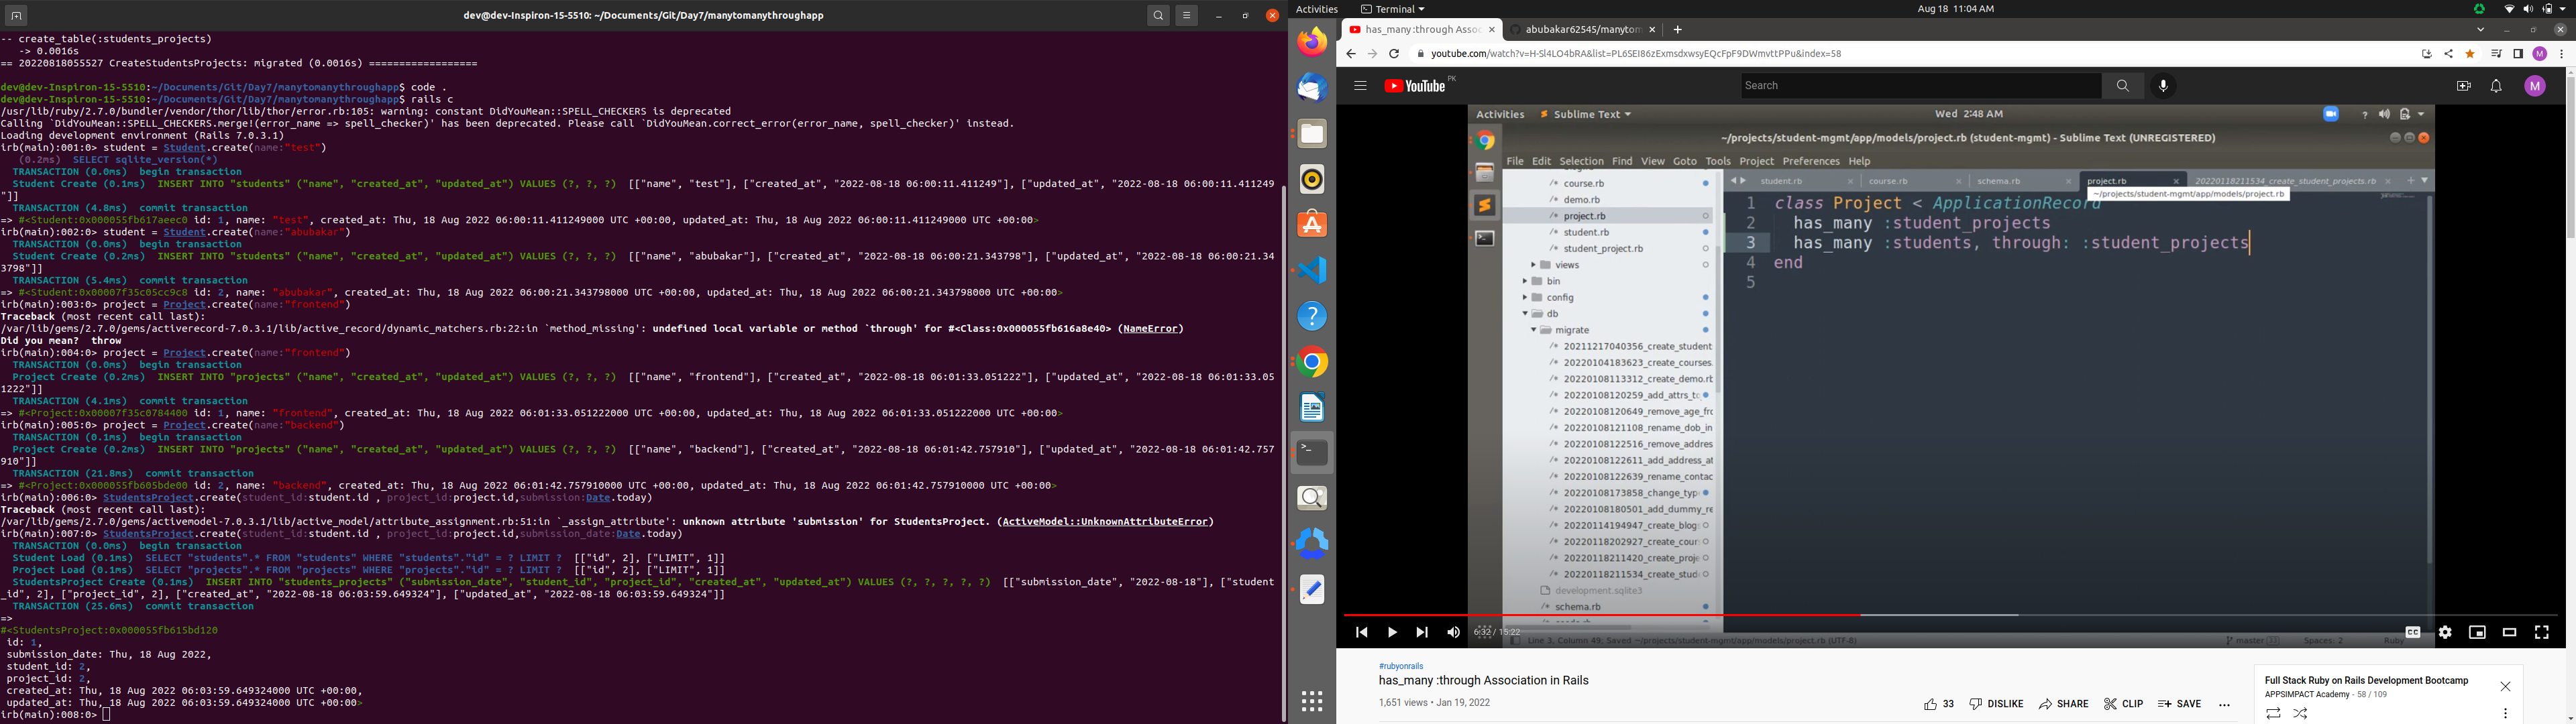 dev@dev-Inspiron-15-5510: ~/Documents/Git/Day7/manytomanythroughapp
-- create_table(:students_projects)
   -> 0.0016s
== 20220818055527 CreateStudentsProjects: migrated (0.0016s) ==================
dev@dev-Inspiron-15-5510:~/Documents/Git/Day7/manytomanythroughapp$ code .
dev@dev-Inspiron-15-5510:~/Documents/Git/Day7/manytomanythroughapp$ rails c
/usr/lib/ruby/2.7.0/bundler/vendor/thor/lib/thor/error.rb:105: warning: constant DidYouMean::SPELL_CHECKERS is deprecated
Calling `DidYouMean::SPELL_CHECKERS.merge!(error_name => spell_checker)' has been deprecated. Please call `DidYouMean.correct_error(error_name, spell_checker)' instead.
Loading development environment (Rails 7.0.3.1)
irb(main):001:0> student = Student.create(name:"test")
   (0.2ms)  SELECT sqlite_version(*)
  TRANSACTION (0.0ms)  begin transaction
  Student Create (0.1ms)  INSERT INTO "students" ("name", "created_at", "updated_at") VALUES (?, ?, ?)  [["name", "test"], ["created_at", "2022-08-18 06:00:11.411249"], ["updated_at", "2022-08-18 06:00:11.411249
"]]
  TRANSACTION (4.8ms)  commit transaction
=> #<Student:0x000055fb617aeec0 id: 1, name: "test", created_at: Thu, 18 Aug 2022 06:00:11.411249000 UTC +00:00, updated_at: Thu, 18 Aug 2022 06:00:11.411249000 UTC +00:00>
irb(main):002:0> student = Student.create(name:"abubakar")
  TRANSACTION (0.0ms)  begin transaction
  Student Create (0.2ms)  INSERT INTO "students" ("name", "created_at", "updated_at") VALUES (?, ?, ?)  [["name", "abubakar"], ["created_at", "2022-08-18 06:00:21.343798"], ["updated_at", "2022-08-18 06:00:21.34
3798"]]
  TRANSACTION (5.4ms)  commit transaction
=> #<Student:0x00007f35c05cc9c8 id: 2, name: "abubakar", created_at: Thu, 18 Aug 2022 06:00:21.343798000 UTC +00:00, updated_at: Thu, 18 Aug 2022 06:00:21.343798000 UTC +00:00>
irb(main):003:0> project = Project.create(name:"frontend")
Traceback (most recent call last):
/var/lib/gems/2.7.0/gems/activerecord-7.0.3.1/lib/active_record/dynamic_matchers.rb:22:in `method_missing': undefined local variable or method `through' for #<Class:0x000055fb616a8e40> (NameError)
Did you mean?  throw
irb(main):004:0> project = Project.create(name:"frontend")
  TRANSACTION (0.0ms)  begin transaction
  Project Create (0.2ms)  INSERT INTO "projects" ("name", "created_at", "updated_at") VALUES (?, ?, ?)  [["name", "frontend"], ["created_at", "2022-08-18 06:01:33.051222"], ["updated_at", "2022-08-18 06:01:33.05
1222"]]
  TRANSACTION (4.1ms)  commit transaction
=> #<Project:0x00007f35c0784400 id: 1, name: "frontend", created_at: Thu, 18 Aug 2022 06:01:33.051222000 UTC +00:00, updated_at: Thu, 18 Aug 2022 06:01:33.051222000 UTC +00:00>
irb(main):005:0> project = Project.create(name:"backend")
  TRANSACTION (0.1ms)  begin transaction
  Project Create (0.2ms)  INSERT INTO "projects" ("name", "created_at", "updated_at") VALUES (?, ?, ?)  [["name", "backend"], ["created_at", "2022-08-18 06:01:42.757910"], ["updated_at", "2022-08-18 06:01:42.757
910"]]
  TRANSACTION (21.8ms)  commit transaction
=> #<Project:0x000055fb605bde00 id: 2, name: "backend", created_at: Thu, 18 Aug 2022 06:01:42.757910000 UTC +00:00, updated_at: Thu, 18 Aug 2022 06:01:42.757910000 UTC +00:00>
irb(main):006:0> StudentsProject.create(student_id:student.id , project_id:project.id,submission:Date.today)
Traceback (most recent call last):
/var/lib/gems/2.7.0/gems/activemodel-7.0.3.1/lib/active_model/attribute_assignment.rb:51:in `_assign_attribute': unknown attribute 'submission' for StudentsProject. (ActiveModel::UnknownAttributeError)
irb(main):007:0> StudentsProject.create(student_id:student.id , project_id:project.id,submission_date:Date.today)
  TRANSACTION (0.0ms)  begin transaction
  Student Load (0.1ms)  SELECT "students".* FROM "students" WHERE "students"."id" = ? LIMIT ?  [["id", 2], ["LIMIT", 1]]
  Project Load (0.1ms)  SELECT "projects".* FROM "projects" WHERE "projects"."id" = ? LIMIT ?  [["id", 2], ["LIMIT", 1]]
  StudentsProject Create (0.1ms)  INSERT INTO "students_projects" ("submission_date", "student_id", "project_id", "created_at", "updated_at") VALUES (?, ?, ?, ?, ?)  [["submission_date", "2022-08-18"], ["student
_id", 2], ["project_id", 2], ["created_at", "2022-08-18 06:03:59.649324"], ["updated_at", "2022-08-18 06:03:59.649324"]]
  TRANSACTION (25.6ms)  commit transaction
=>
#<StudentsProject:0x000055fb615bd120
 id: 1,
 submission_date: Thu, 18 Aug 2022,
 student_id: 2,
 project_id: 2,
 created_at: Thu, 18 Aug 2022 06:03:59.649324000 UTC +00:00,
 updated_at: Thu, 18 Aug 2022 06:03:59.649324000 UTC +00:00>
irb(main):008:0>
Activities Terminal Aug 18 11:04 AM
has_many :through Assoc abubakar62545/manytom
youtube.com/watch?v=H-Sl4LO4bRA&list=PL6SEI86zExmsdxwsyEQcFpF9DWmvttPPu&index=58
M
YouTube PK Search M
Activities Sublime Text Wed 2:48 AM
~/projects/student-mgmt/app/models/project.rb (student-mgmt) - Sublime Text (UNREGISTERED)
File Edit Selection Find View Goto Tools Project Preferences Help
course.rb
demo.rb
project.rb
student.rb
student_project.rb
views
bin
config
db
migrate
20211217040356_create_student
20220104183623_create_courses.
20220108113312_create_demo.rb
20220108120259_add_attrs_to
20220108120649_remove_age_fro
20220108121108_rename_dob_in
20220108122516_remove_addres
20220108122611_add_address_at
20220108122639_rename_contac
20220108173858_change_typ
20220108180501_add_dummy_re
20220114194947_create_blog
20220118202927_create_cour
20220118211420_create_proje
20220118211534_create_stud
development.sqlite3
schema.rb
student.rb course.rb schema.rb project.rb 20220118211534_create_student_projects.rb
~/projects/student-mgmt/app/models/project.rb
1 class Project < ApplicationRecord
2   has_many :student_projects
3   has_many :students, through: :student_projects
4 end
5
6:32 / 15:22
CC
Line 3, Column 49; Saved ~/projects/student-mgmt/app/models/project.rb (UTF-8) master Spaces: 2 Ruby
#rubyonrails
has_many :through Association in Rails
1,651 views • Jan 19, 2022
33 DISLIKE SHARE CLIP SAVE
Full Stack Ruby on Rails Development Bootcamp
APPSIMPACT Academy - 58 / 109